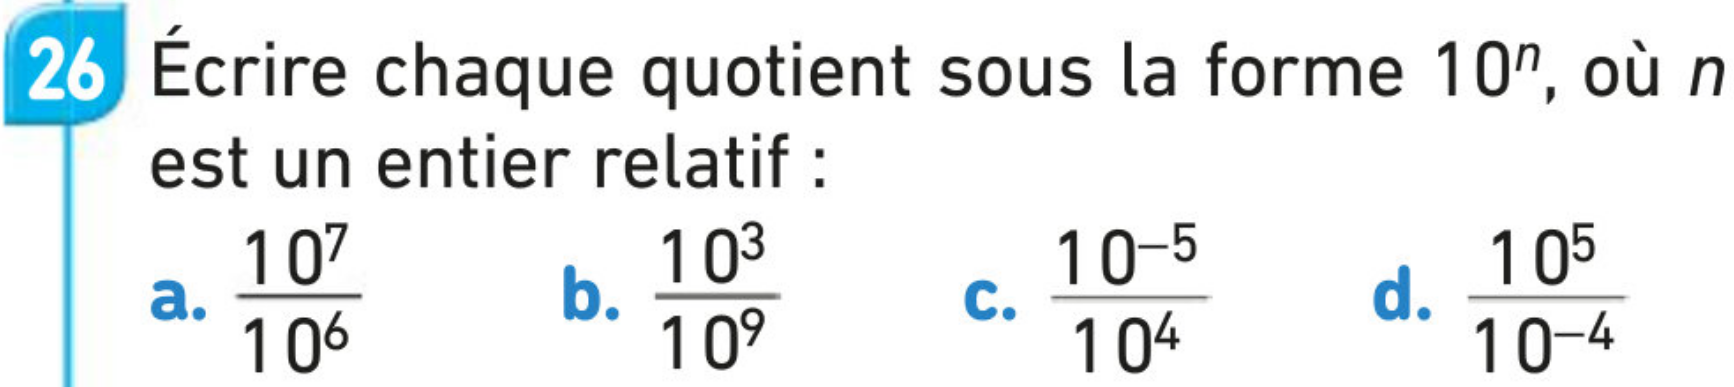 26 Écrire chaque quotient sous la forme 10ⁿ, où n
est un entier relatif :
a. 10⁷/10⁶ b. 10³/10⁹ c. 10⁻⁵/10⁴ d. 10⁵/10⁻⁴